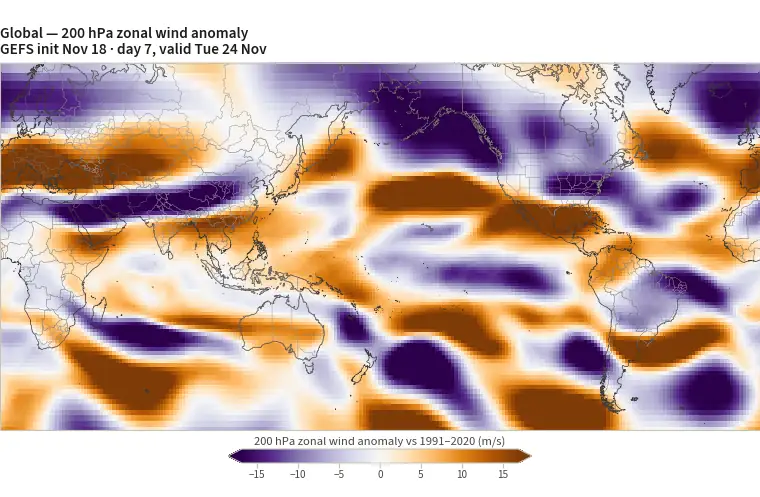 Global — 200 hPa zonal wind anomaly
GEFS init Nov 18 · day 7, valid Tue 24 Nov
200 hPa zonal wind anomaly vs 1991–2020 (m/s)
−15 −10 −5 0 5 10 15